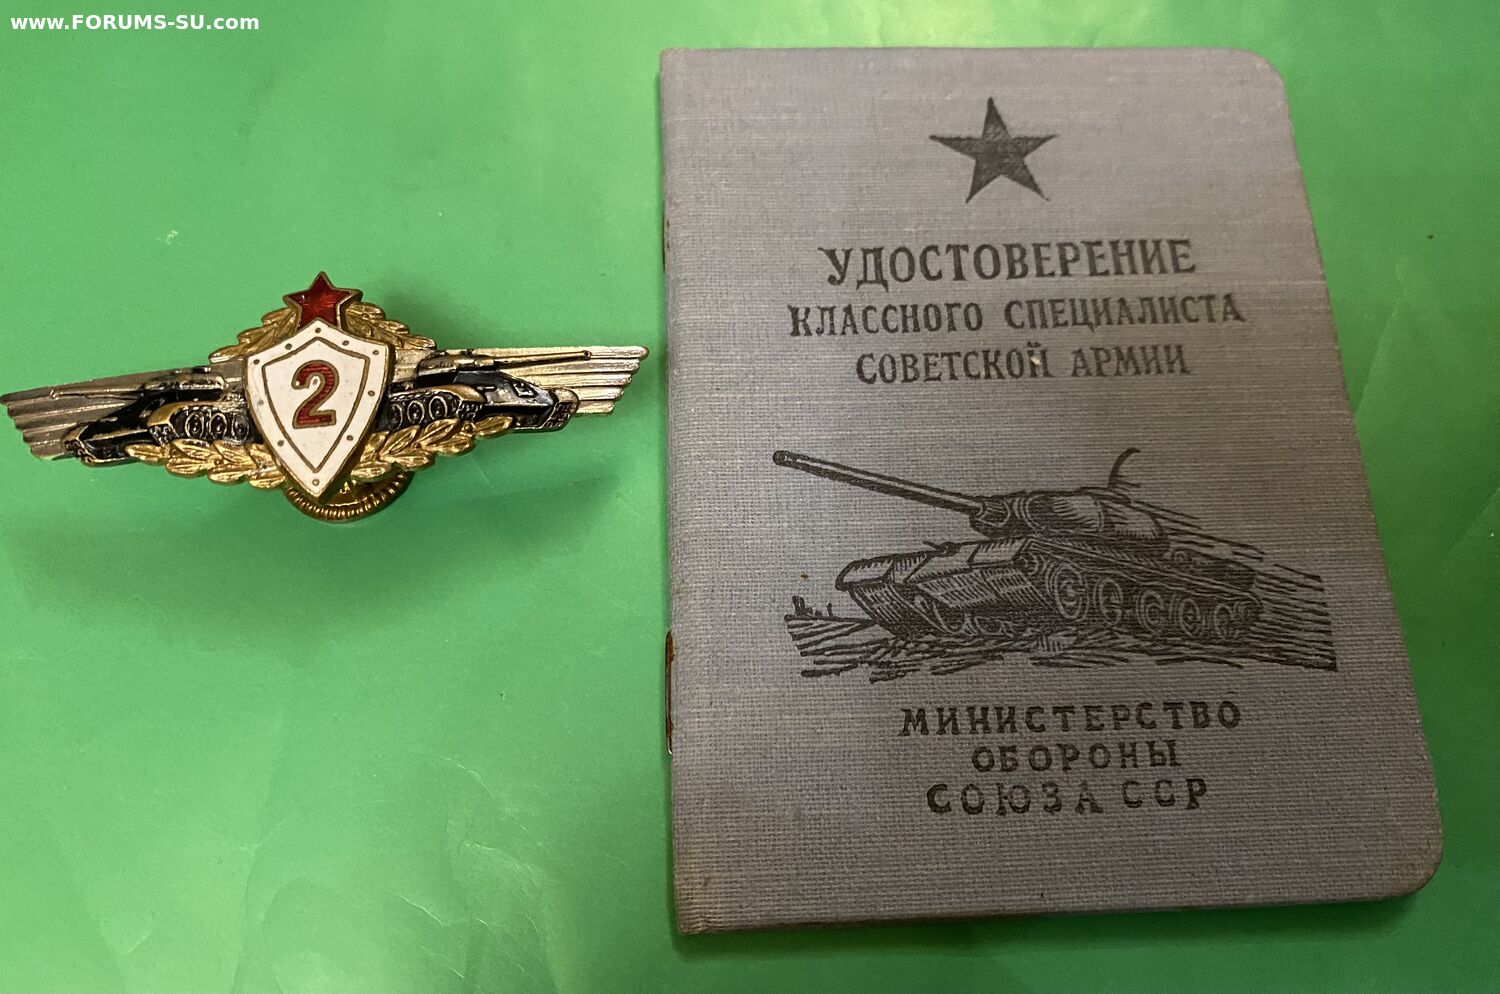 www.FORUMS-SU.com
2
УДОСТОВЕРЕНИЕ
КЛАССНОГО СПЕЦИАЛИСТА
СОВЕТСКОЙ АРМИИ
МИНИСТЕРСТВО
ОБОРОНЫ
СОЮЗА ССР